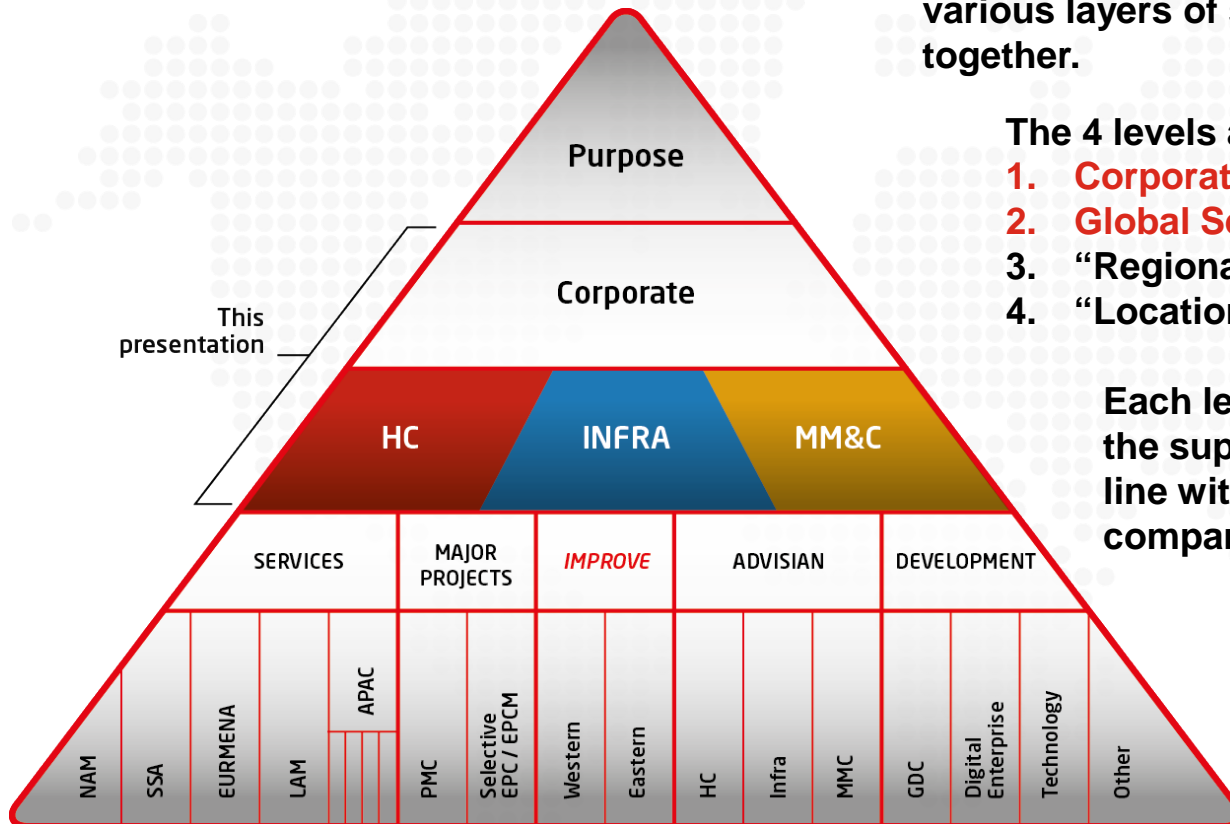 various layers of
together.
The 4 levels
1. Corporat
2. Global S
3. “Regiona
4. “Location
Each le
the sup
line wit
compan
Purpose
Corporate
This
presentation
HC INFRA MM&C
SERVICES
MAJOR
PROJECTS
IMPROVE
ADVISIAN
DEVELOPMENT
NAM
SSA
EURMENA
LAM
APAC
PMC
Selective
EPC / EPCM
Western
Eastern
HC
Infra
MMC
GDC
Digital
Enterprise
Technology
Other